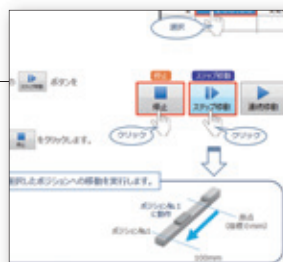 選択
停止
ステップ移動
ボタンを
停止
ステップ移動
連続移動
クリック
クリック
をクリックします。
択したポジションへの移動を実行します。
ポジションNo.1
に動作
原点
(座標0mm)
ポジションNo.1
100mm